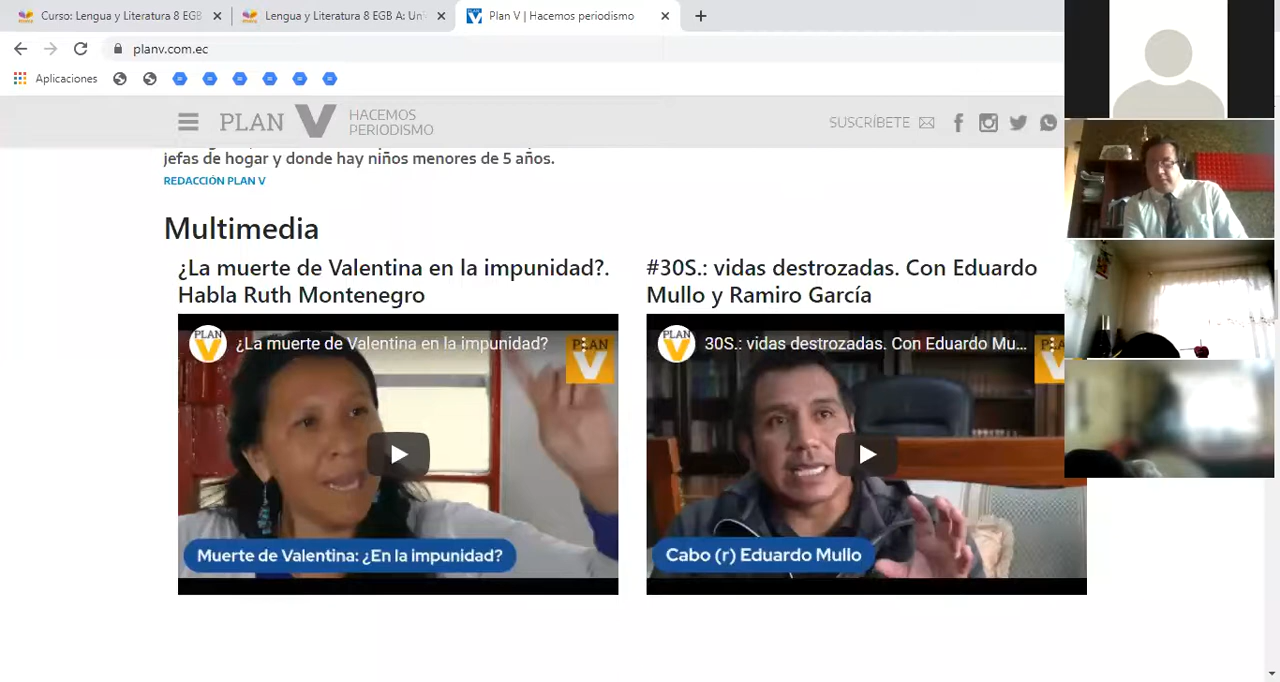 Curso: Lengua y Literatura 8 EGB
Lengua y Literatura 8 EGB A:
Plan V | Hacemos periodismo
planv.com.ec
Aplicaciones
PLAN V HACEMOS
PERIODISMO
SUSCRÍBETE
jefas de hogar y donde hay niños menores de 5 años.
REDACCIÓN PLAN V
Multimedia
¿La muerte de Valentina en la impunidad?.
Habla Ruth Montenegro
#30S.: vidas destrozadas. Con Eduardo
Mullo y Ramiro García
PLAN V
¿La muerte de Valentina en la impunidad?
PLAN V
Muerte de Valentina: ¿En la impunidad?
PLAN V
30S.: vidas destrozadas. Con Eduardo Mu...
Cabo (r) Eduardo Mullo